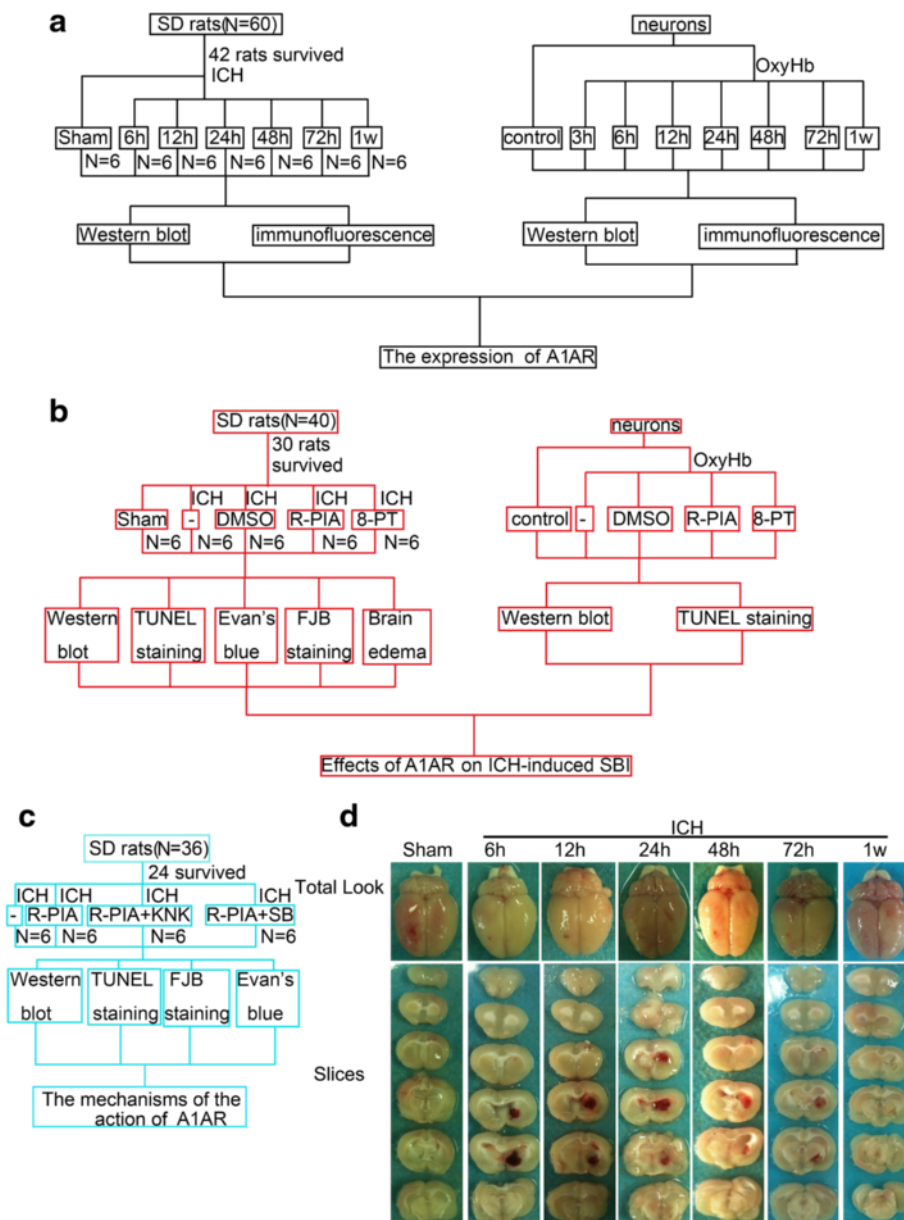 a
SD rats(N=60)
42 rats survived
ICH
Sham 6h 12h 24h 48h 72h 1w
N=6 N=6 N=6 N=6 N=6 N=6 N=6
Western blot immunofluorescence
neurons
OxyHb
control 3h 6h 12h 24h 48h 72h 1w
Western blot immunofluorescence
The expression of A1AR
b
SD rats(N=40)
30 rats
survived
ICH ICH ICH ICH
Sham - DMSO R-PIA 8-PT
N=6 N=6 N=6 N=6 N=6
Western
blot
TUNEL
staining
Evan's
blue
FJB
staining
Brain
edema
neurons
OxyHb
control - DMSO R-PIA 8-PT
Western blot TUNEL staining
Effects of A1AR on ICH-induced SBI
c
SD rats(N=36)
24 survived
ICH ICH ICH ICH
- R-PIA R-PIA+KNK R-PIA+SB
N=6 N=6 N=6 N=6
Western
blot
TUNEL
staining
FJB
staining
Evan's
blue
The mechanisms of the
action of A1AR
d
ICH
Sham 6h 12h 24h 48h 72h 1w
Total Look
Slices